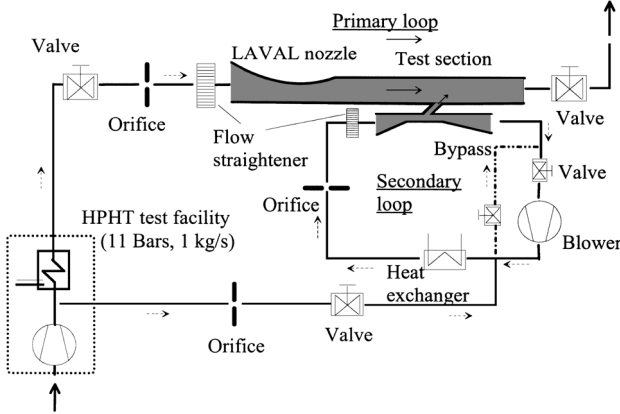 Primary loop
Valve
LAVAL nozzle
Test section
Orifice
Flow
straightener
Valve
Bypass
Secondary
loop
Valve
Orifice
HPHT test facility
(11 Bars, 1 kg/s)
Blower
Heat
exchanger
Valve
Orifice